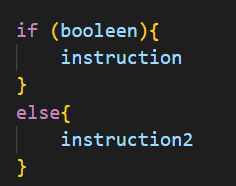 if (booleen){
    instruction
}
else{
    instruction2
}